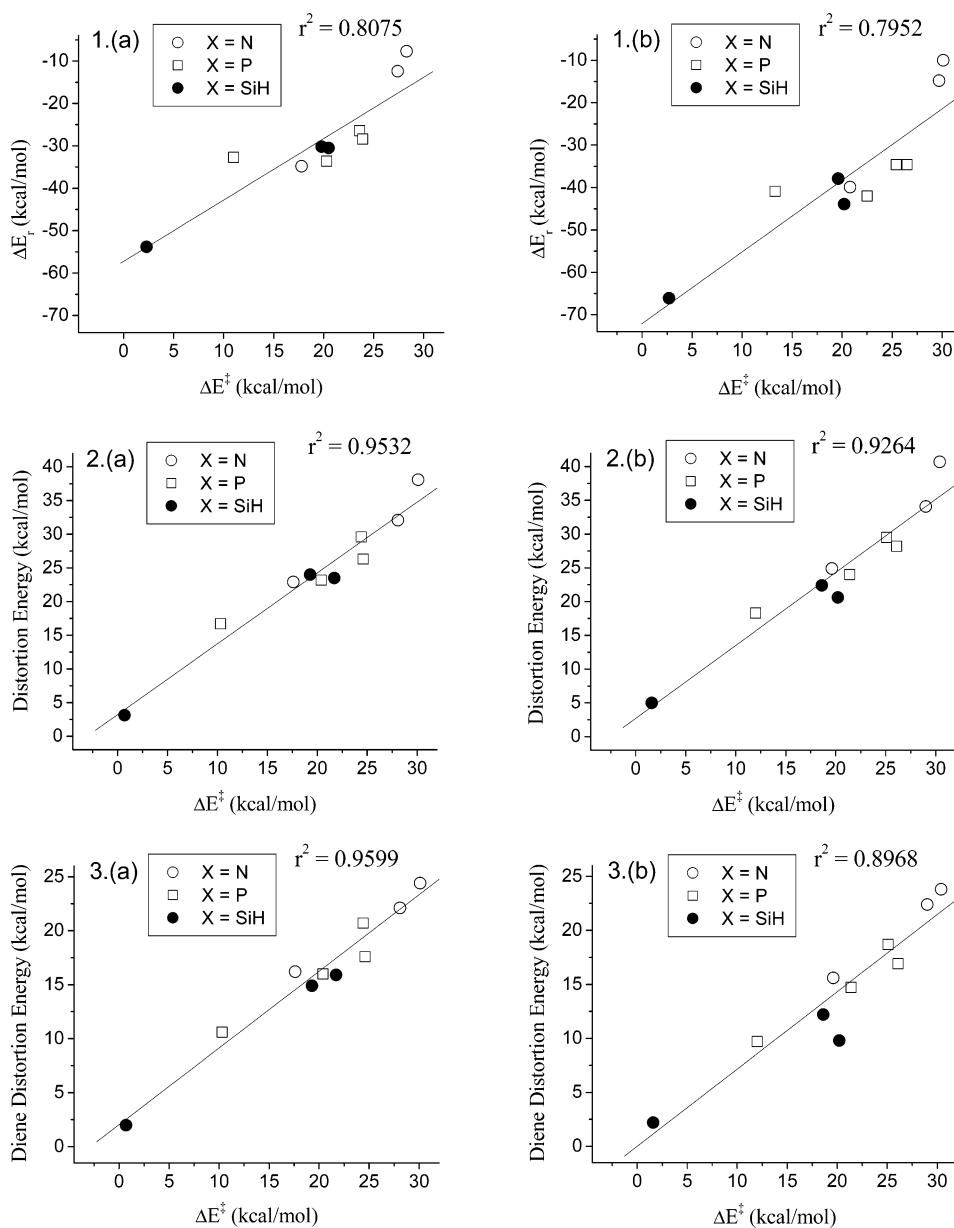 1.(a)
X = N
X = P
X = SiH
r² = 0.8075
-10
-20
-30
-40
-50
-60
-70
ΔEᵣ (kcal/mol)
0 5 10 15 20 25 30
ΔE‡ (kcal/mol)
1.(b)
X = N
X = P
X = SiH
r² = 0.7952
-10
-20
-30
-40
-50
-60
-70
ΔEᵣ (kcal/mol)
0 5 10 15 20 25 30
ΔE‡ (kcal/mol)
2.(a)
X = N
X = P
X = SiH
r² = 0.9532
40
35
30
25
20
15
10
5
0
Distortion Energy (kcal/mol)
0 5 10 15 20 25 30
ΔE‡ (kcal/mol)
2.(b)
X = N
X = P
X = SiH
r² = 0.9264
40
35
30
25
20
15
10
5
0
Distortion Energy (kcal/mol)
0 5 10 15 20 25 30
ΔE‡ (kcal/mol)
3.(a)
X = N
X = P
X = SiH
r² = 0.9599
25
20
15
10
5
0
Diene Distortion Energy (kcal/mol)
0 5 10 15 20 25 30
ΔE‡ (kcal/mol)
3.(b)
X = N
X = P
X = SiH
r² = 0.8968
25
20
15
10
5
0
Diene Distortion Energy (kcal/mol)
0 5 10 15 20 25 30
ΔE‡ (kcal/mol)